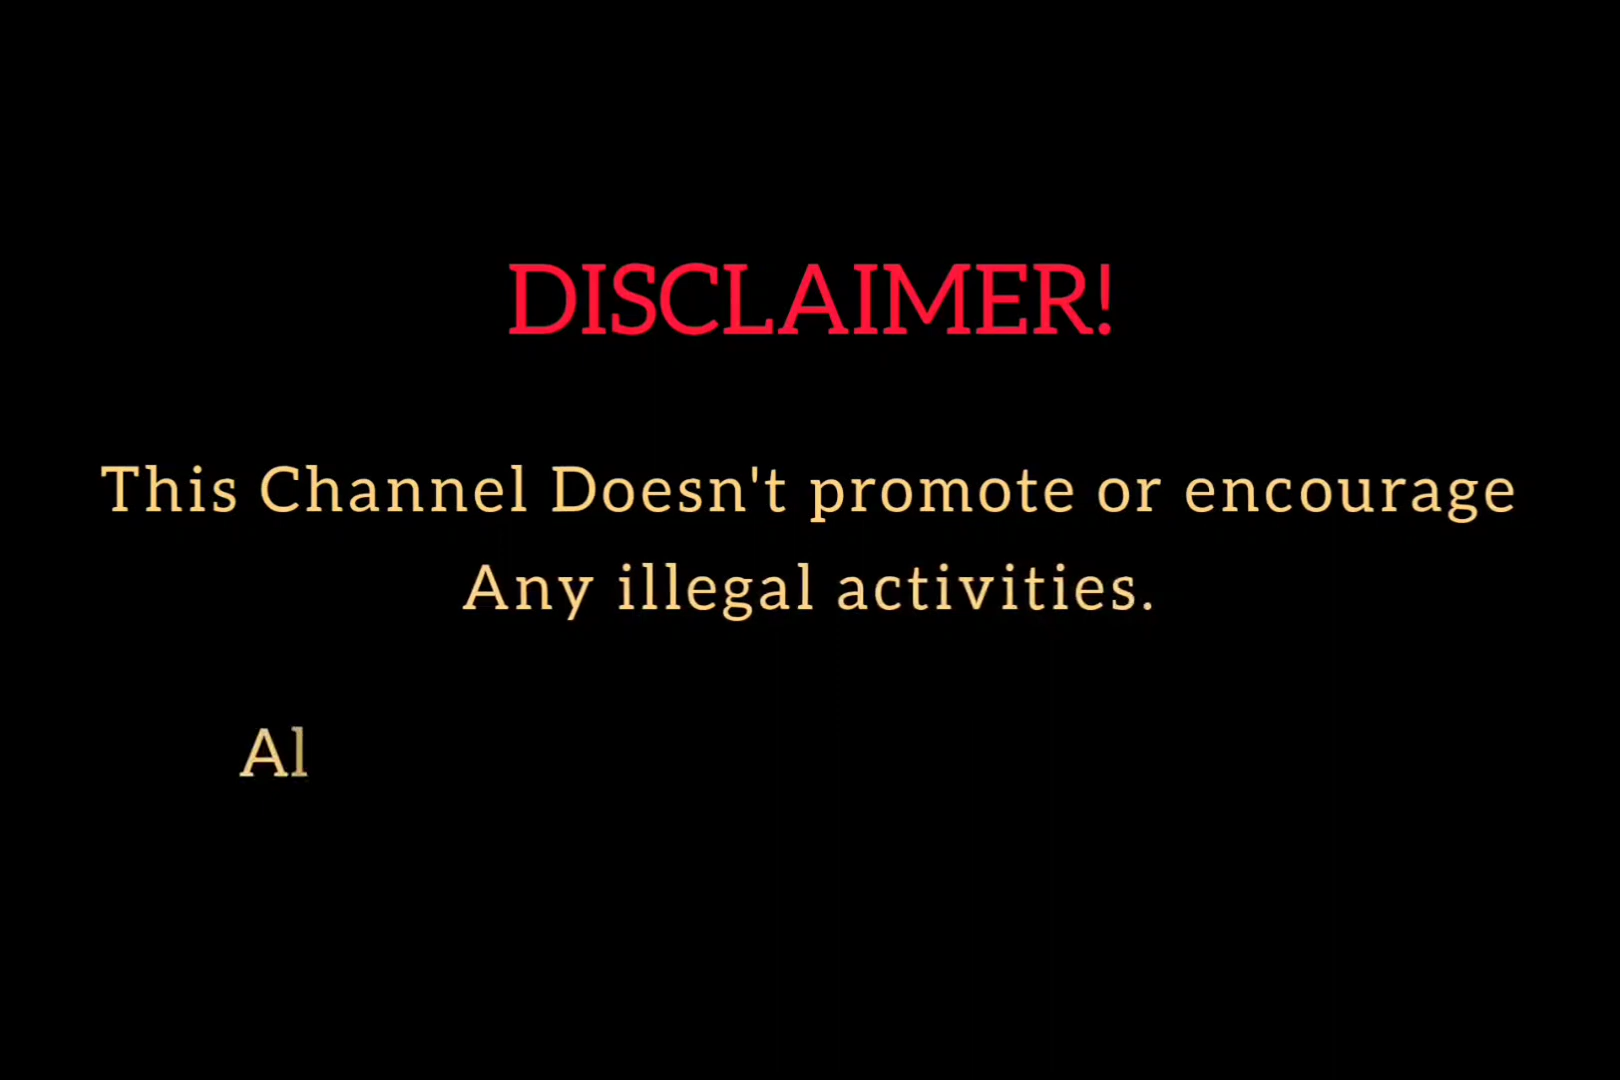 DISCLAIMER!
This Channel Doesn't promote or encourage
Any illegal activities.
Al